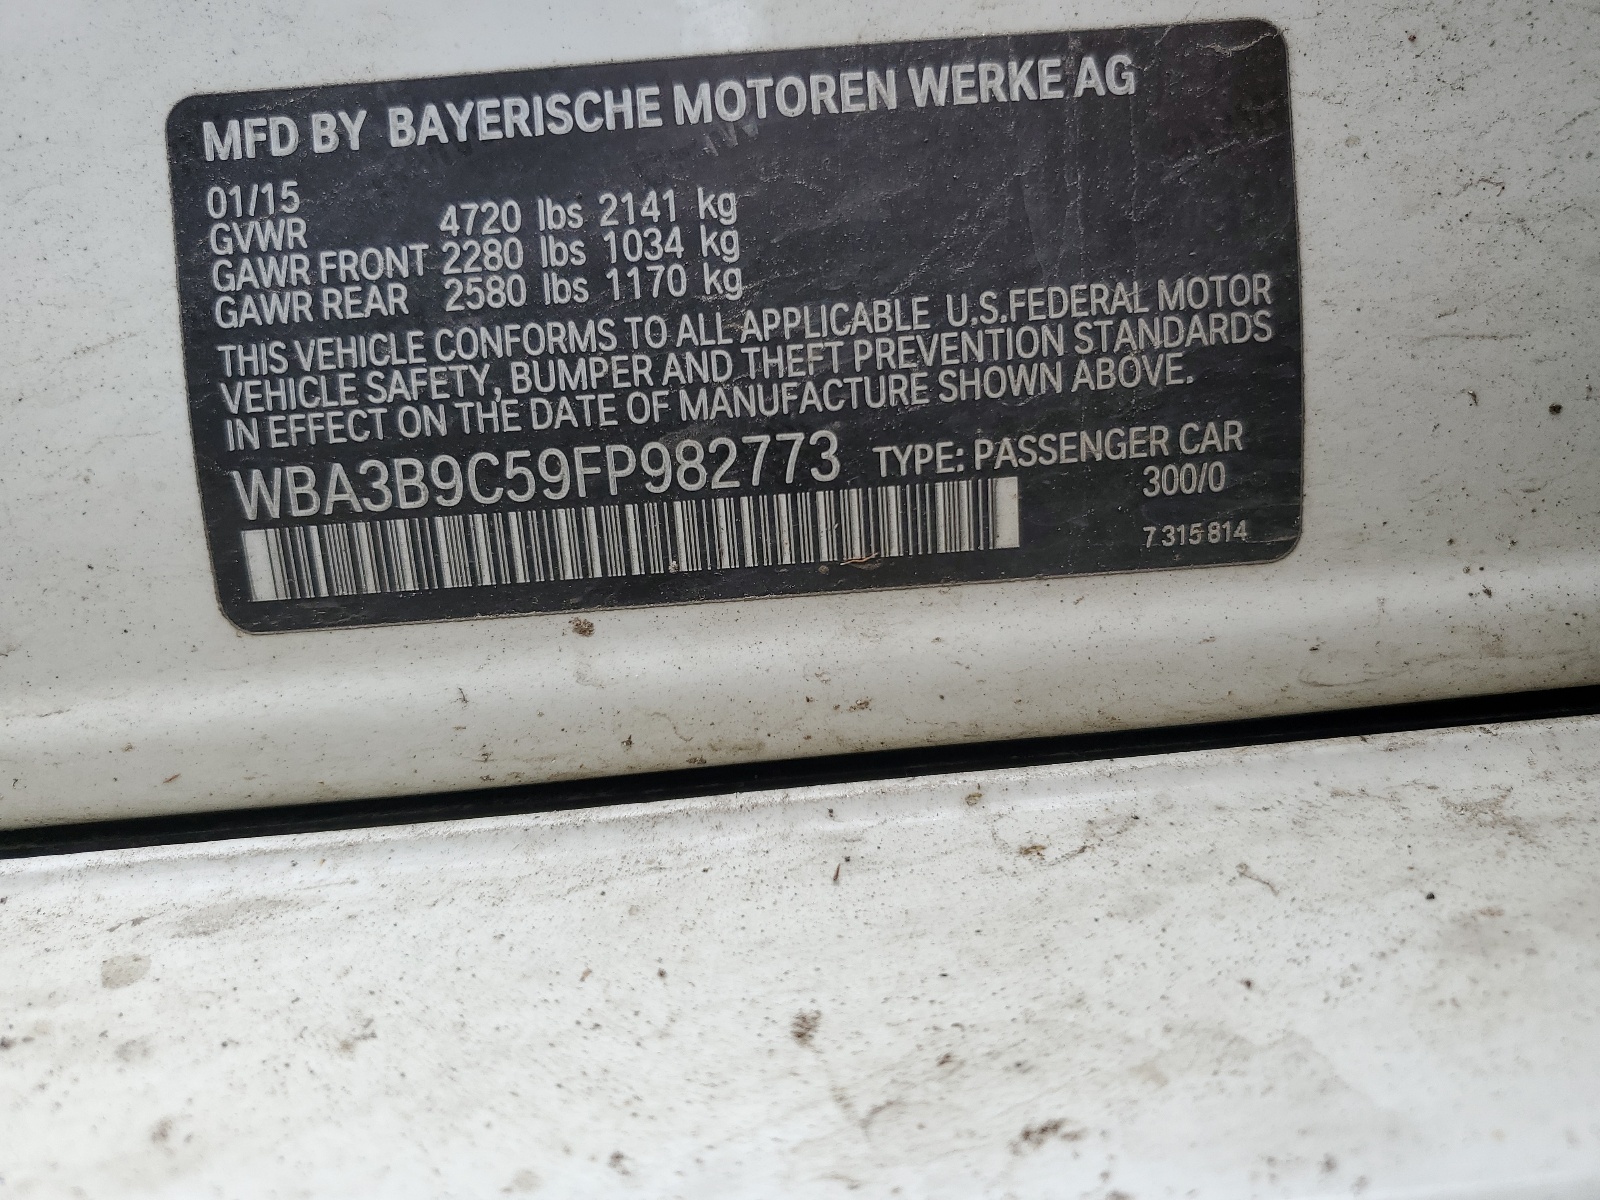 MFD BY BAYERISCHE MOTOREN WERKE AG
01/15
GVWR 4720 lbs 2141 kg
GAWR FRONT 2280 lbs 1034 kg
GAWR REAR 2580 lbs 1170 kg
THIS VEHICLE CONFORMS TO ALL APPLICABLE U.S.FEDERAL MOTOR
VEHICLE SAFETY, BUMPER AND THEFT PREVENTION STANDARDS
IN EFFECT ON THE DATE OF MANUFACTURE SHOWN ABOVE.
WBA3B9C59FP982773 TYPE: PASSENGER CAR
300/0
7 315 814